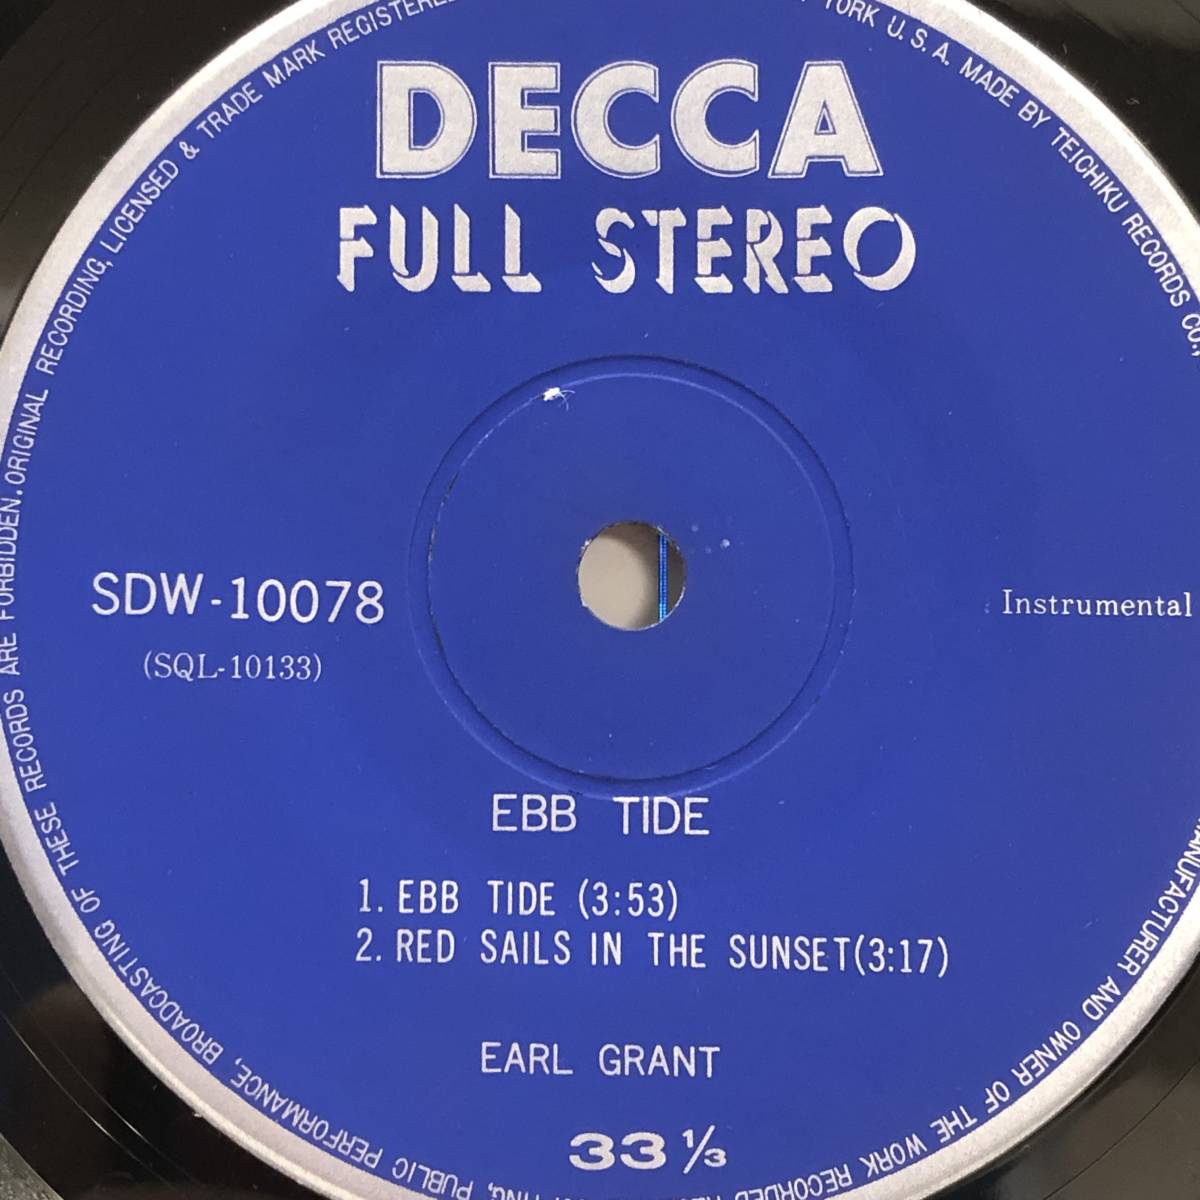 DECCA
FULL STEREO
SDW-10078
(SQL-10133)
Instrumental
EBB TIDE
1. EBB TIDE (3:53)
2. RED SAILS IN THE SUNSET(3:17)
EARL GRANT
33 ⅓
ORIGINAL RECORDING, LICENSED & TRADE MARK REGISTERED
YORK U. S. A. MADE BY TEICHIKU RECORDS CO.,
MANUFACTURER AND OWNER OF THE WORK RECORDED
PUBLIC PERFORMANCE, BROADCASTING OF THESE RECORDS ARE FORBIDDEN.